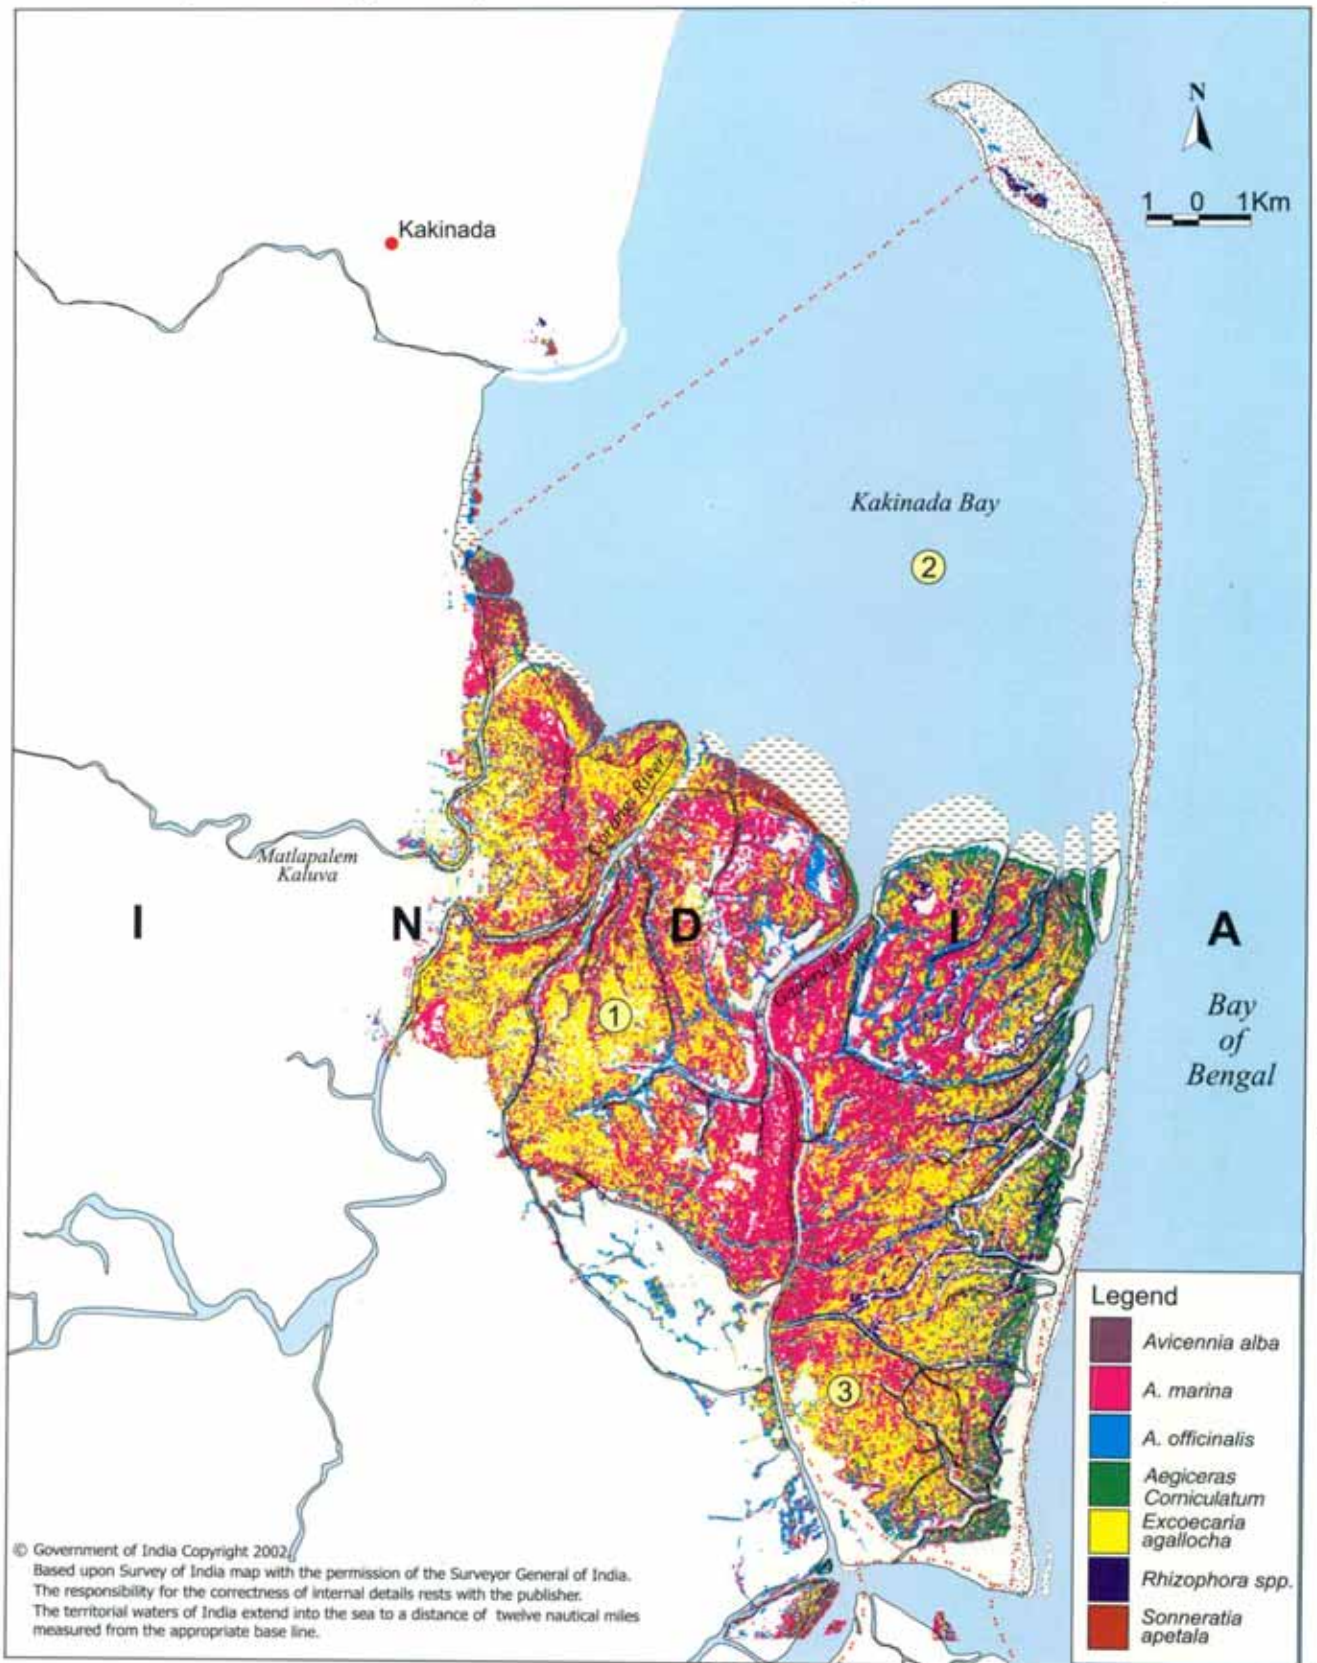 N
1 0 1Km
Kakinada
Kakinada Bay
2
Corange River
Matlapalem
Kaluva
I N D I A
Gaderu River
1
Bay
of
Bengal
3
Legend
Avicennia alba
A. marina
A. officinalis
Aegiceras
Corniculatum
Excoecaria
agallocha
Rhizophora spp.
Sonneratia
apetala
© Government of India Copyright 2002
Based upon Survey of India map with the permission of the Surveyor General of India.
The responsibility for the correctness of internal details rests with the publisher.
The territorial waters of India extend into the sea to a distance of twelve nautical miles
measured from the appropriate base line.